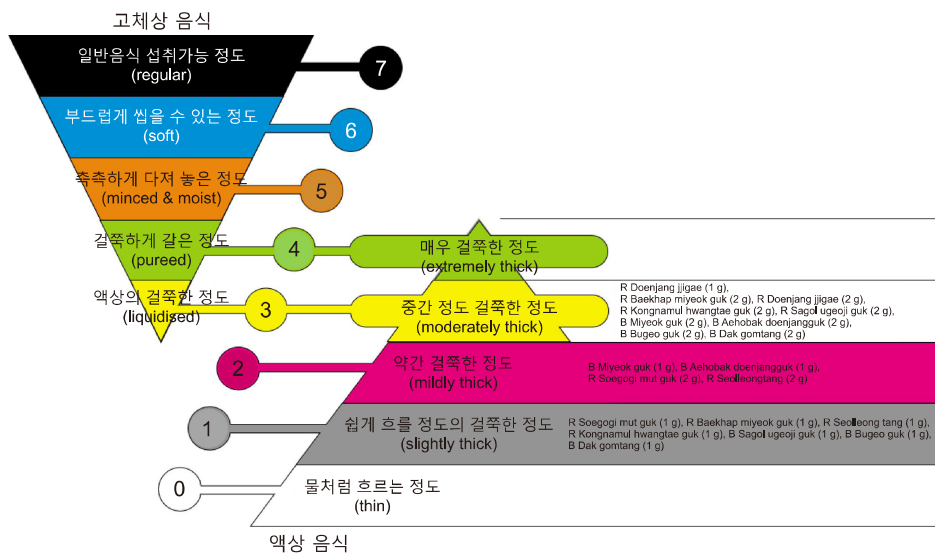 고체상 음식
일반음식 섭취가능 정도
(regular)
7
부드럽게 씹을 수 있는 정도
(soft)
6
촉촉하게 다져 놓은 정도
(minced & moist)
5
걸쭉하게 갈은 정도
(pureed)
4
매우 걸쭉한 정도
(extremely thick)
액상의 걸쭉한 정도
(liquidised)
3
중간 정도 걸쭉한 정도
(moderately thick)
R Doenjang jjigae (1 g),
R Baekhap miyeok guk (2 g), R Doenjang jjigae (2 g),
R Kongnamul hwangtae guk (2 g), R Sagol ugeoji guk (2 g),
B Miyeok guk (2 g), B Aehobak doenjangguk (2 g),
B Bugeo guk (2 g), B Dak gomtang (2 g)
2
약간 걸쭉한 정도
(mildly thick)
B Miyeok guk (1 g), B Aehobak doenjangguk (1 g),
R Soegogi mut guk (2 g), R Seolleongtang (2 g)
1
쉽게 흐를 정도의 걸쭉한 정도
(slightly thick)
R Soegogi mut guk (1 g), R Baekhap miyeok guk (1 g), R Seolleong tang (1 g),
R Kongnamul hwangtae guk (1 g), B Sagol ugeoji guk (1 g), B Bugeo guk (1 g),
B Dak gomtang (1 g)
0
물처럼 흐르는 정도
(thin)
액상 음식